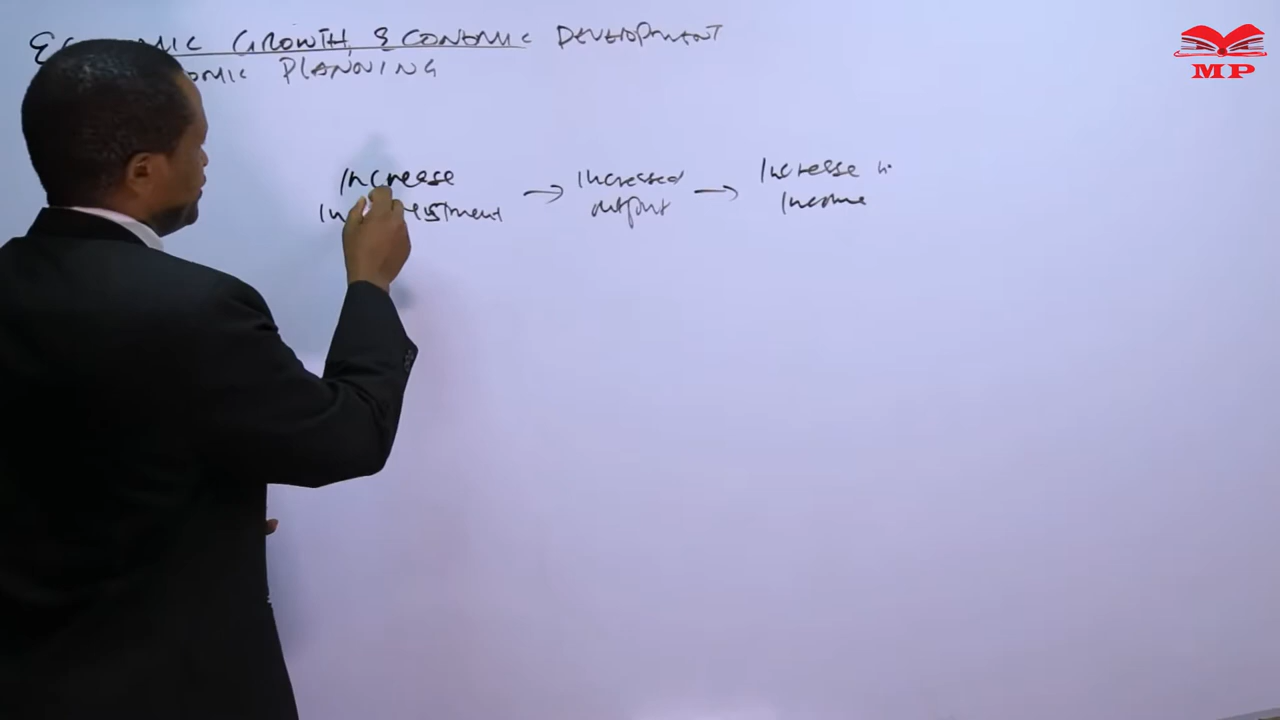 GROWTH, ECONOMIC DEVELOPMENT
PLANNING
Increase
→ Increased → Increase in
output
Income
MP